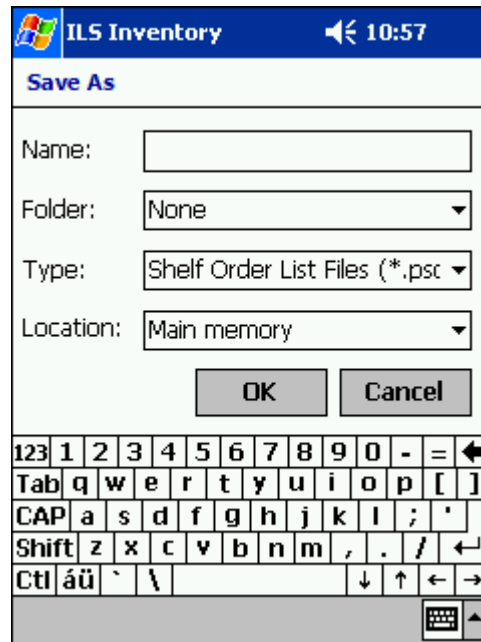 ILS Inventory 10:57
Save As
Name:
Folder: None
Type: Shelf Order List Files (*.psc
Location: Main memory
OK Cancel
123 1 2 3 4 5 6 7 8 9 0 - = 🡄
Tab q w e r t y u i o p [ ]
CAP a s d f g h j k l ; '
Shift z x c v b n m , . / ↵
Ctl áü ` \ ↓ ↑ ← →